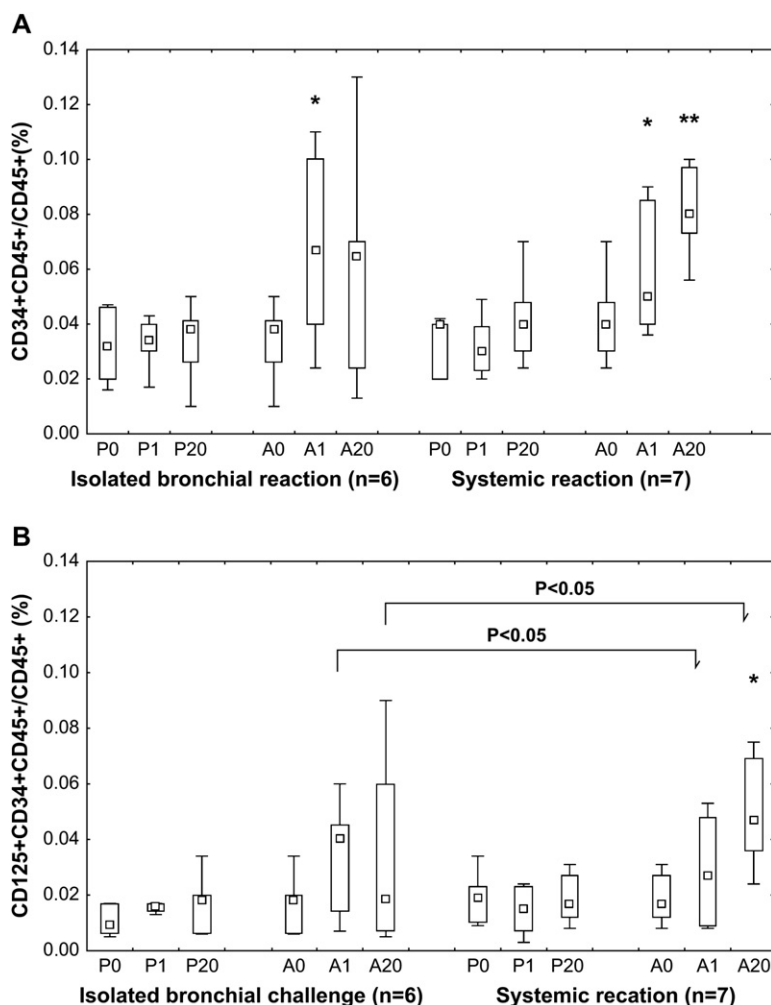 A
0.14
0.12
0.10
0.08
0.06
0.04
0.02
0.00
CD34+CD45+/CD45+(%)
*
*
**
P0 P1 P20 A0 A1 A20 P0 P1 P20 A0 A1 A20
Isolated bronchial reaction (n=6) Systemic reaction (n=7)
B
0.14
0.12
0.10
0.08
0.06
0.04
0.02
0.00
CD125+CD34+CD45+/CD45+ (%)
P<0.05
P<0.05
*
P0 P1 P20 A0 A1 A20 P0 P1 P20 A0 A1 A20
Isolated bronchial challenge (n=6) Systemic recation (n=7)